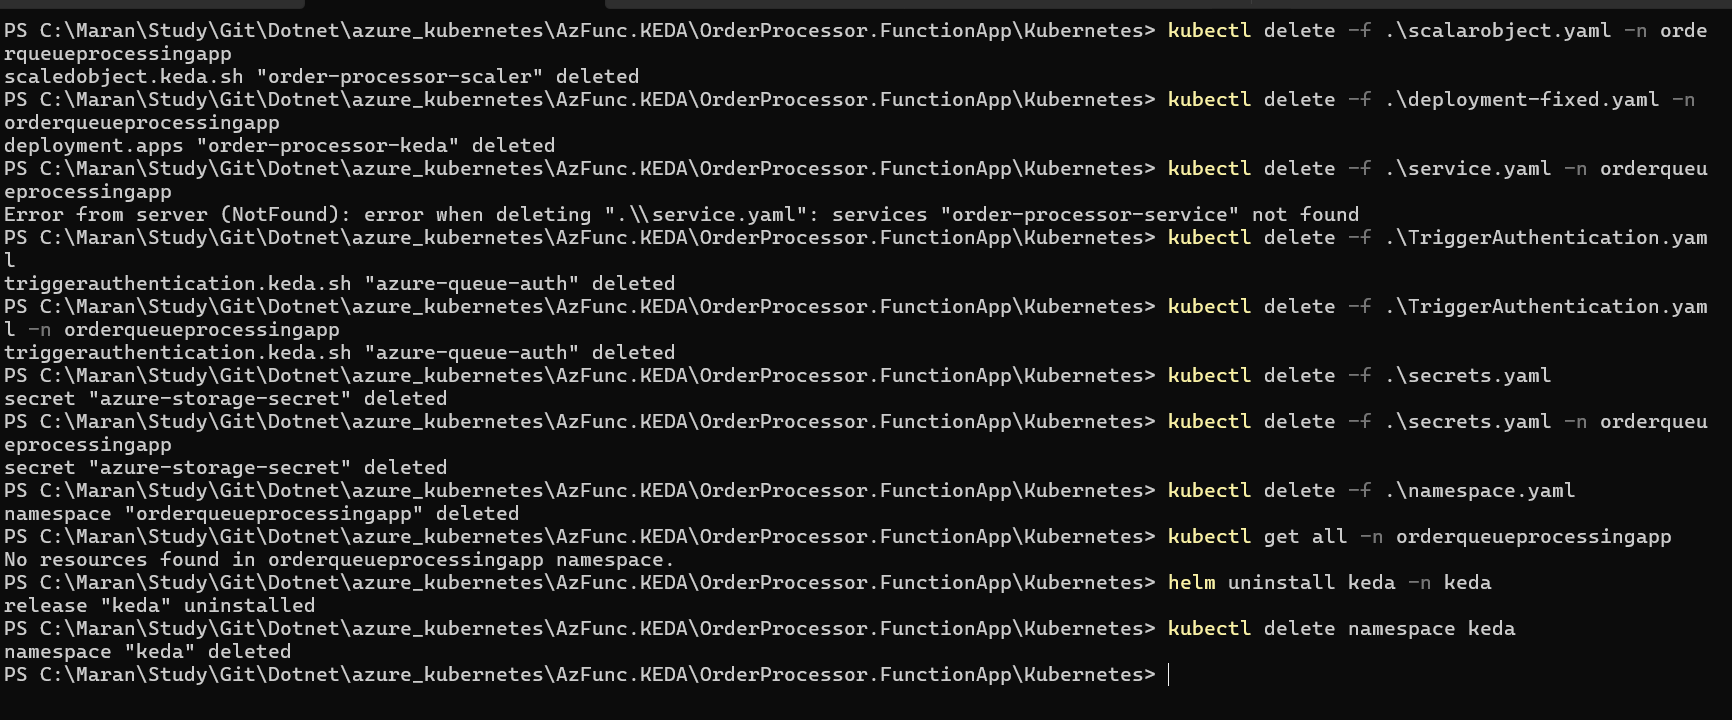 PS C:\Maran\Study\Git\Dotnet\azure_kubernetes\AzFunc.KEDA\OrderProcessor.FunctionApp\Kubernetes> kubectl delete -f .\scalarobject.yaml -n orde
rqueueprocessingapp
scaledobject.keda.sh "order-processor-scaler" deleted
PS C:\Maran\Study\Git\Dotnet\azure_kubernetes\AzFunc.KEDA\OrderProcessor.FunctionApp\Kubernetes> kubectl delete -f .\deployment-fixed.yaml -n
orderqueueprocessingapp
deployment.apps "order-processor-keda" deleted
PS C:\Maran\Study\Git\Dotnet\azure_kubernetes\AzFunc.KEDA\OrderProcessor.FunctionApp\Kubernetes> kubectl delete -f .\service.yaml -n orderqueu
eprocessingapp
Error from server (NotFound): error when deleting ".\\service.yaml": services "order-processor-service" not found
PS C:\Maran\Study\Git\Dotnet\azure_kubernetes\AzFunc.KEDA\OrderProcessor.FunctionApp\Kubernetes> kubectl delete -f .\TriggerAuthentication.yam
l
triggerauthentication.keda.sh "azure-queue-auth" deleted
PS C:\Maran\Study\Git\Dotnet\azure_kubernetes\AzFunc.KEDA\OrderProcessor.FunctionApp\Kubernetes> kubectl delete -f .\TriggerAuthentication.yam
l -n orderqueueprocessingapp
triggerauthentication.keda.sh "azure-queue-auth" deleted
PS C:\Maran\Study\Git\Dotnet\azure_kubernetes\AzFunc.KEDA\OrderProcessor.FunctionApp\Kubernetes> kubectl delete -f .\secrets.yaml
secret "azure-storage-secret" deleted
PS C:\Maran\Study\Git\Dotnet\azure_kubernetes\AzFunc.KEDA\OrderProcessor.FunctionApp\Kubernetes> kubectl delete -f .\secrets.yaml -n orderqueu
eprocessingapp
secret "azure-storage-secret" deleted
PS C:\Maran\Study\Git\Dotnet\azure_kubernetes\AzFunc.KEDA\OrderProcessor.FunctionApp\Kubernetes> kubectl delete -f .\namespace.yaml
namespace "orderqueueprocessingapp" deleted
PS C:\Maran\Study\Git\Dotnet\azure_kubernetes\AzFunc.KEDA\OrderProcessor.FunctionApp\Kubernetes> kubectl get all -n orderqueueprocessingapp
No resources found in orderqueueprocessingapp namespace.
PS C:\Maran\Study\Git\Dotnet\azure_kubernetes\AzFunc.KEDA\OrderProcessor.FunctionApp\Kubernetes> helm uninstall keda -n keda
release "keda" uninstalled
PS C:\Maran\Study\Git\Dotnet\azure_kubernetes\AzFunc.KEDA\OrderProcessor.FunctionApp\Kubernetes> kubectl delete namespace keda
namespace "keda" deleted
PS C:\Maran\Study\Git\Dotnet\azure_kubernetes\AzFunc.KEDA\OrderProcessor.FunctionApp\Kubernetes>